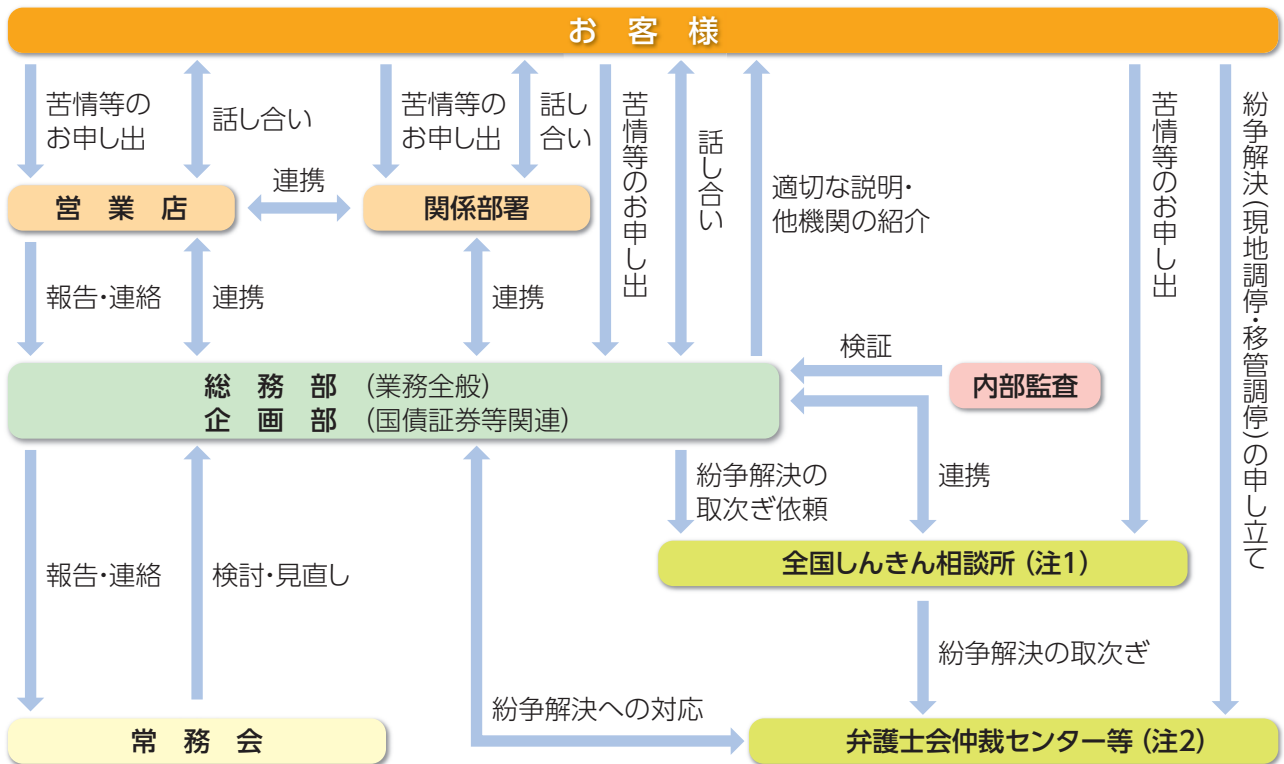 お 客 様
苦情等の
お申し出
話し合い
苦情等の
お申し出
話し
合い
苦情等のお申し出
話し合い
適切な説明・
他機関の紹介
苦情等のお申し出
紛争解決(現地調停・移管調停)の申し立て
営 業 店
連携
関係部署
報告・連絡
連携
連携
検証
内部監査
総 務 部 (業務全般)
企 画 部 (国債証券等関連)
紛争解決の
取次ぎ依頼
連携
全国しんきん相談所 (注1)
報告・連絡
検討・見直し
紛争解決の取次ぎ
紛争解決への対応
常 務 会
弁護士会仲裁センター等 (注2)